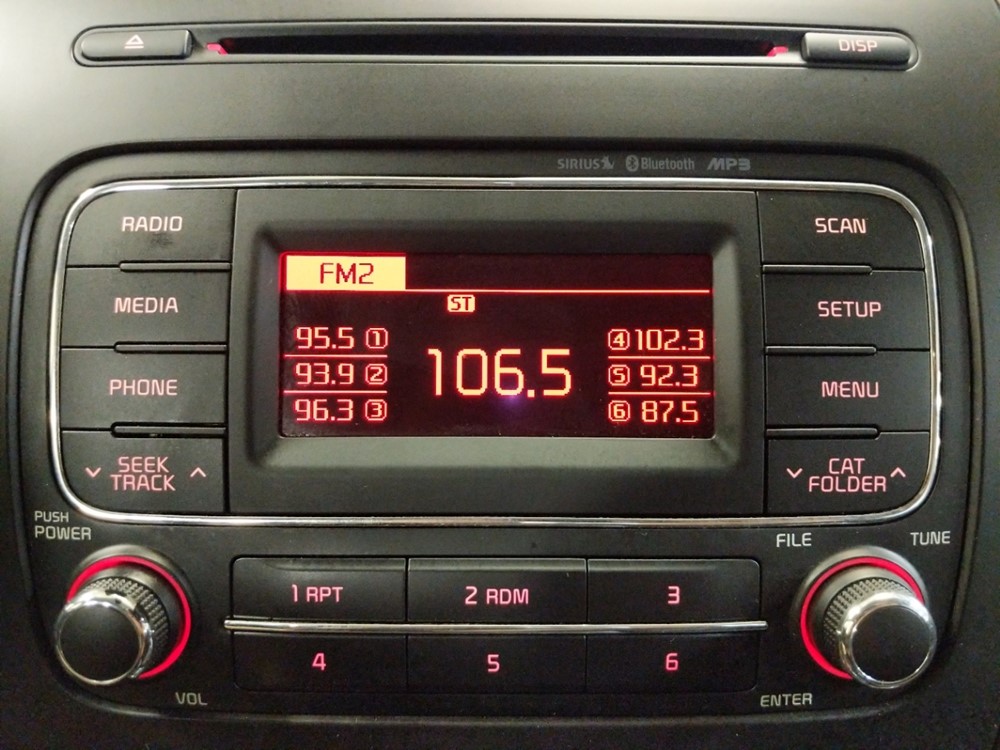 DISP
SIRIUS Bluetooth MP3
RADIO
SCAN
FM2
ST
MEDIA
SETUP
95.5 1
93.9 2
96.3 3
106.5
4 102.3
5 92.3
6 87.5
PHONE
MENU
SEEK
TRACK
CAT
FOLDER
PUSH
POWER
FILE
TUNE
1 RPT
2 RDM
3
4
5
6
VOL
ENTER